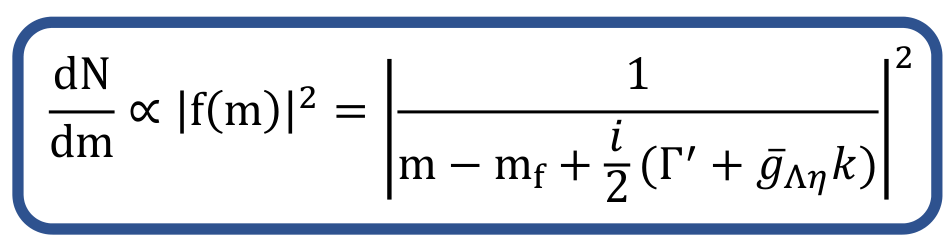 dN/dm ∝ |f(m)|² = |1/(m − m_f + i/2 (Γ′ + ḡ_Λη k))|²